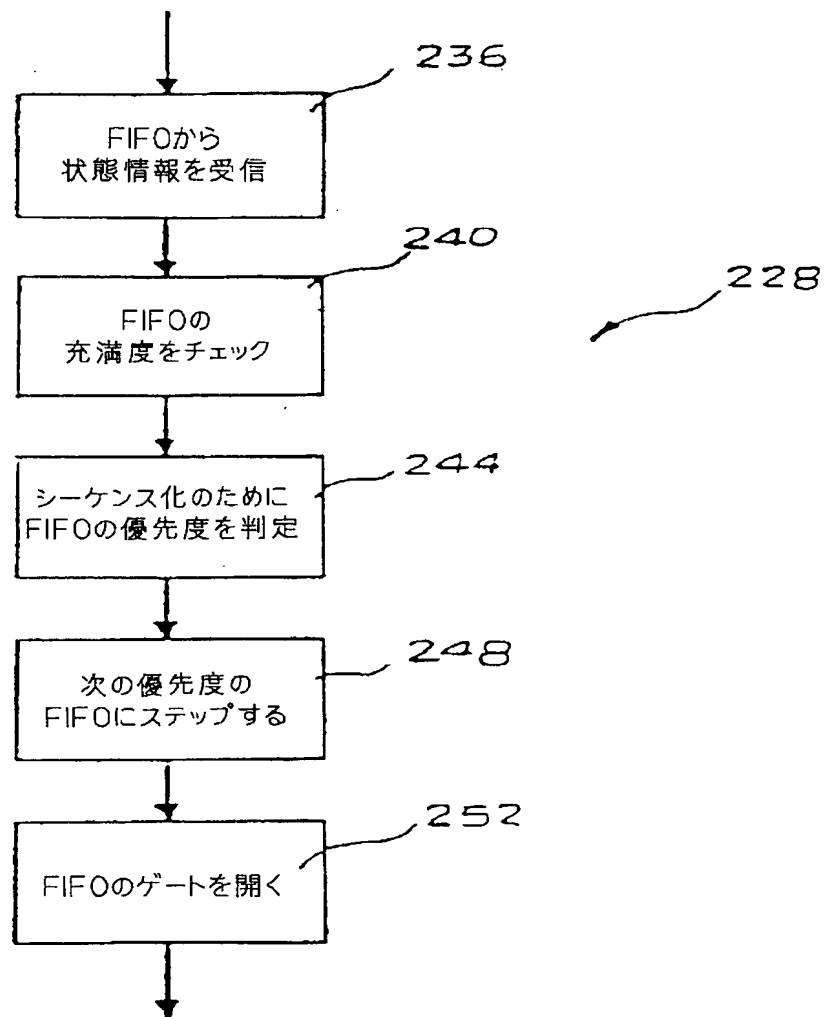 236
FIFOから
状態情報を受信
240
FIFOの
充満度をチェック
228
244
シーケンス化のために
FIFOの優先度を判定
248
次の優先度の
FIFOにステップする
252
FIFOのゲートを開く